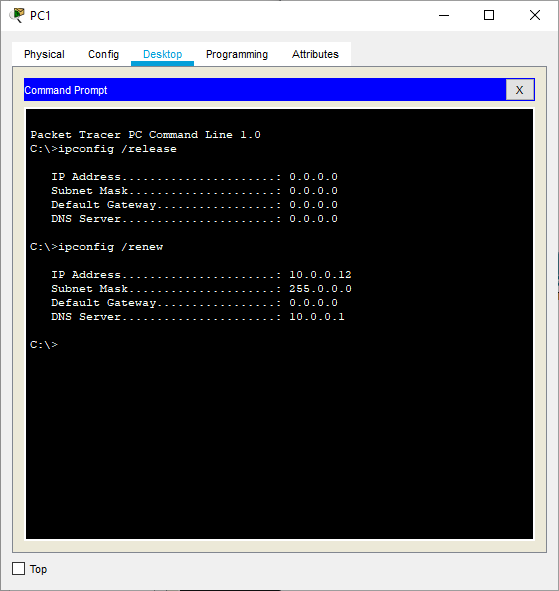 PC1
Physical Config Desktop Programming Attributes
Command Prompt X
Packet Tracer PC Command Line 1.0
C:\>ipconfig /release
IP Address......................: 0.0.0.0
Subnet Mask.....................: 0.0.0.0
Default Gateway.................: 0.0.0.0
DNS Server......................: 0.0.0.0
C:\>ipconfig /renew
IP Address......................: 10.0.0.12
Subnet Mask.....................: 255.0.0.0
Default Gateway.................: 0.0.0.0
DNS Server......................: 10.0.0.1
C:\>
Top